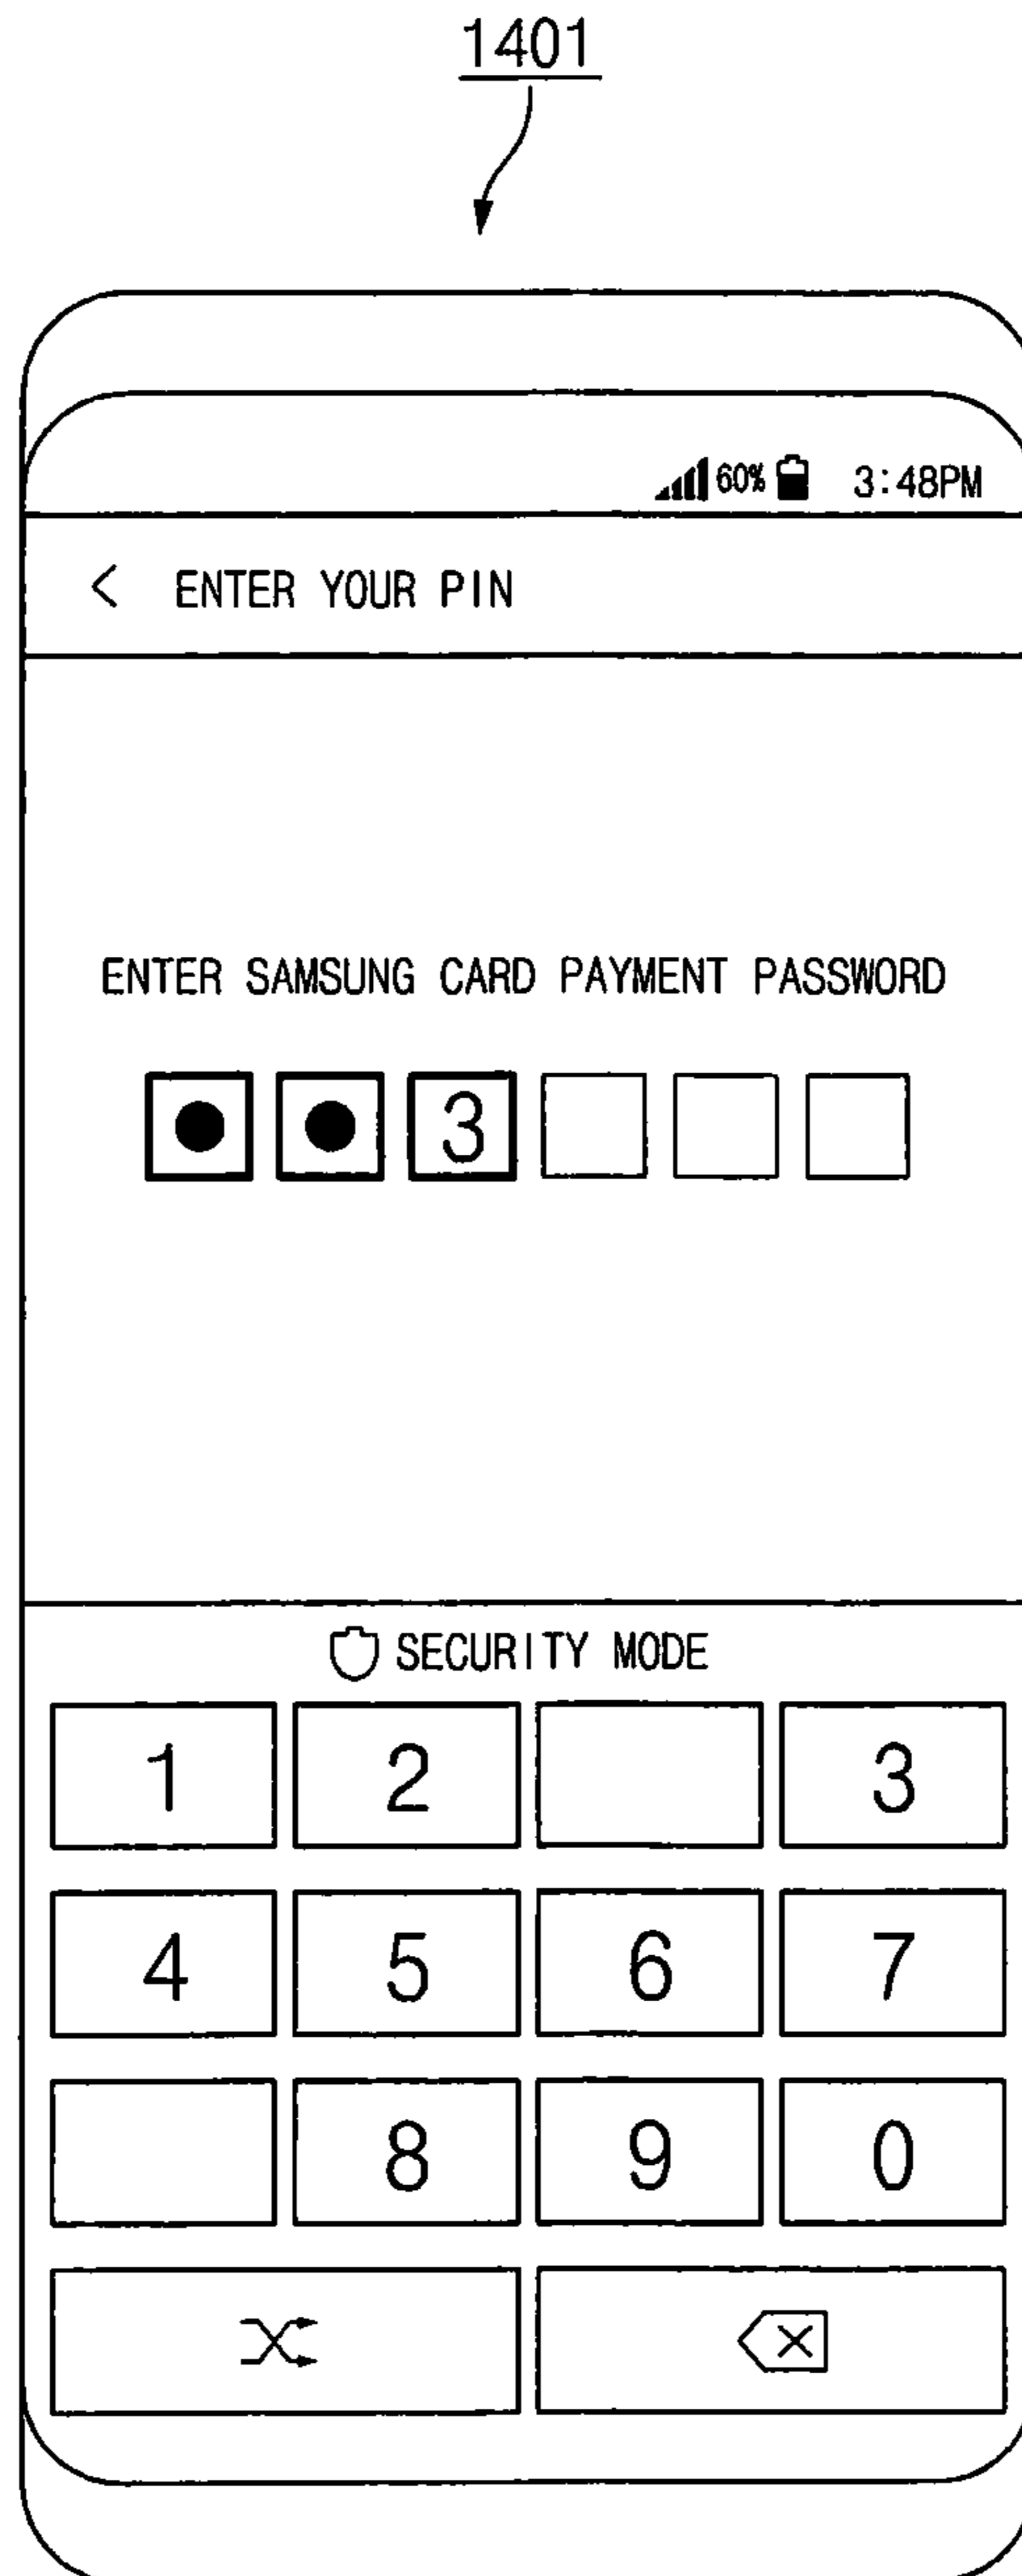 1401
60% 3:48PM
< ENTER YOUR PIN
ENTER SAMSUNG CARD PAYMENT PASSWORD
3
SECURITY MODE
1 2 3
4 5 6 7
8 9 0